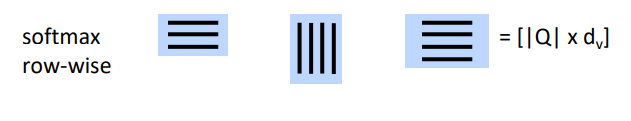 softmax
row-wise
= [|Q| x dᵥ]